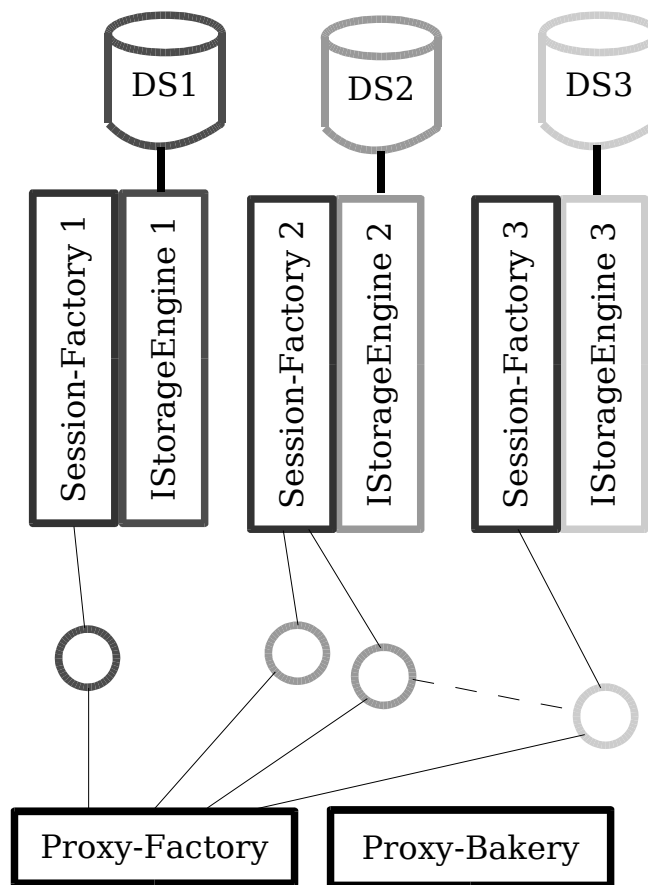 DS1
DS2
DS3
Session-Factory 1
IStorageEngine 1
Session-Factory 2
IStorageEngine 2
Session-Factory 3
IStorageEngine 3
Proxy-Factory
Proxy-Bakery